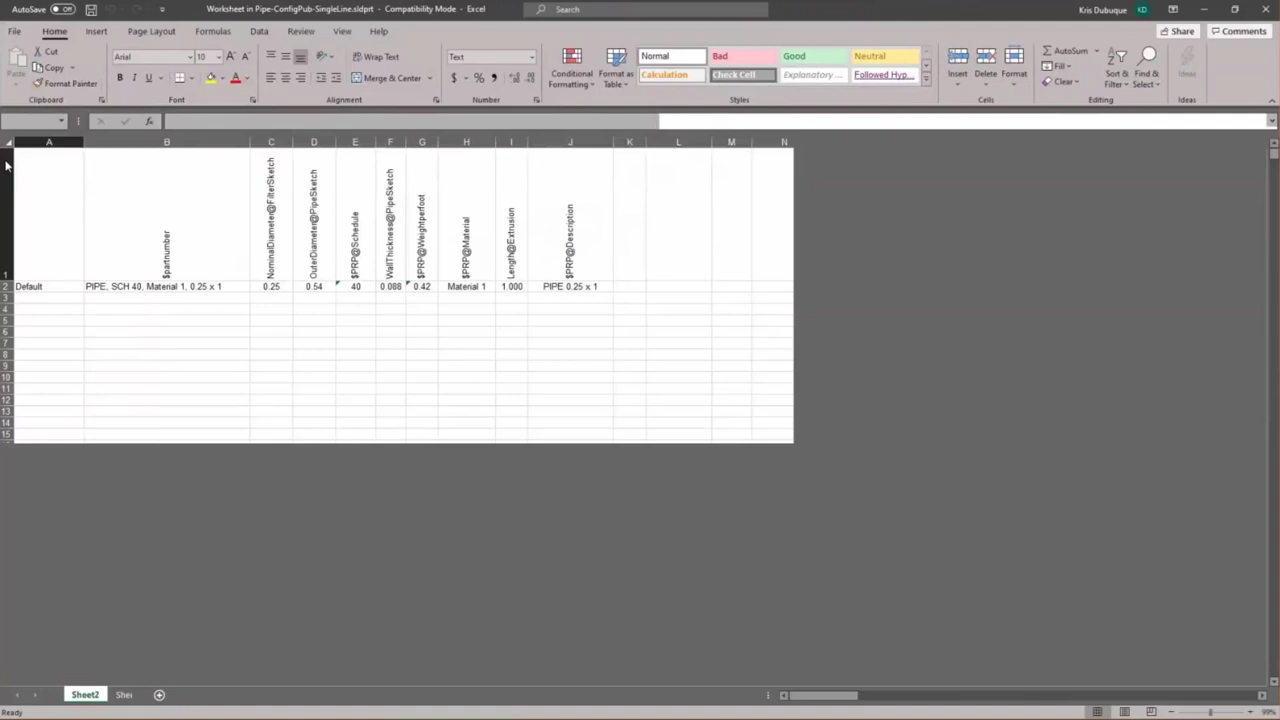 AutoSave Off Worksheet in Pipe-ConfigPub-SingleLine.sldprt - Compatibility Mode - Excel Search Kris Dubuque KD
File Home Insert Page Layout Formulas Data Review View Help Share Comments
Paste Cut Copy Format Painter
Clipboard
Arial 10
B I U
Font
Wrap Text
Merge & Center
Alignment
Text
$ %
Number
Conditional Formatting
Format as Table
Normal Bad Good Neutral
Calculation Check Cell Explanatory ... Followed Hyp...
Styles
Insert Delete Format
Cells
AutoSum
Fill
Clear
Sort & Filter
Find & Select
Editing
Ideas
Ideas
fx
A B C D E F G H I J K L M N
1 $partnumber NominalDiameter@FilterSketch OuterDiameter@PipeSketch $PRP@Schedule WallThickness@PipeSketch $PRP@Weightperfoot $PRP@Material Length@Extrusion $PRP@Description
2 Default PIPE, SCH 40, Material 1, 0.25 x 1 0.25 0.54 40 0.088 0.42 Material 1 1.000 PIPE 0.25 x 1
3
4
5
6
7
8
9
10
11
12
13
14
15
Sheet2 Shei
Ready 99%